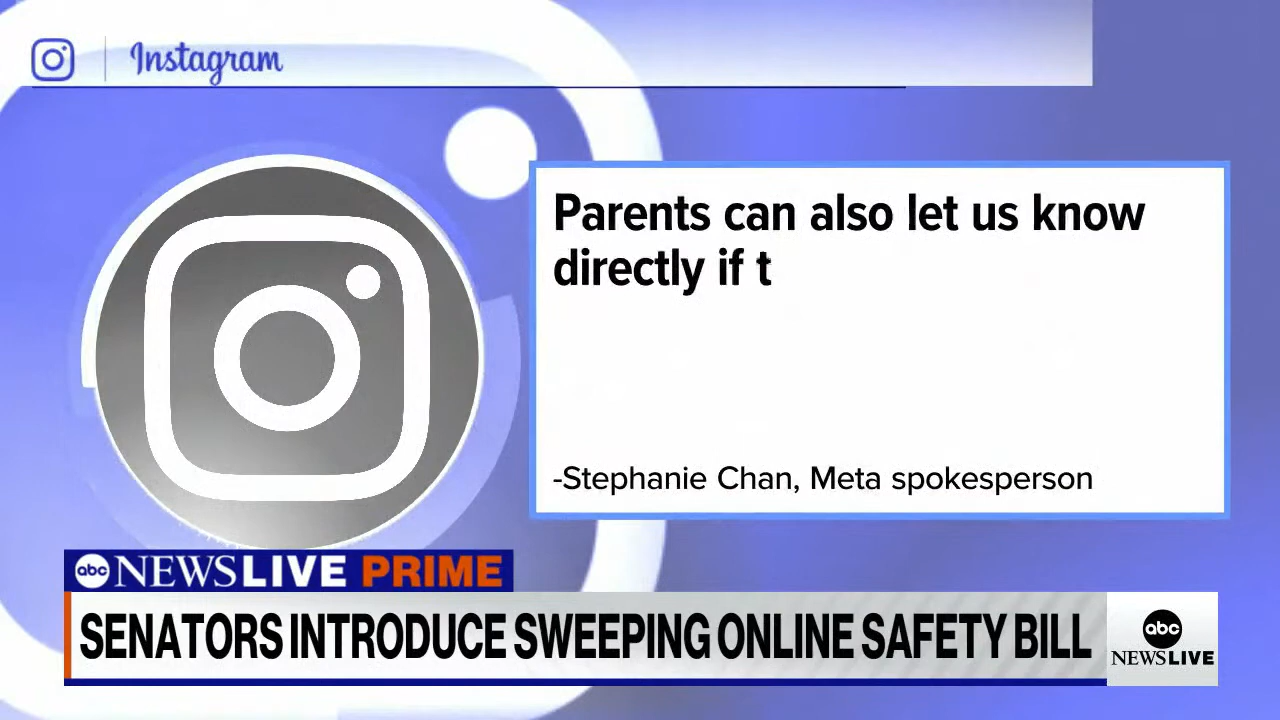 Instagram
Parents can also let us know
directly if t
-Stephanie Chan, Meta spokesperson
abc NEWS LIVE PRIME
SENATORS INTRODUCE SWEEPING ONLINE SAFETY BILL
abc
NEWS LIVE